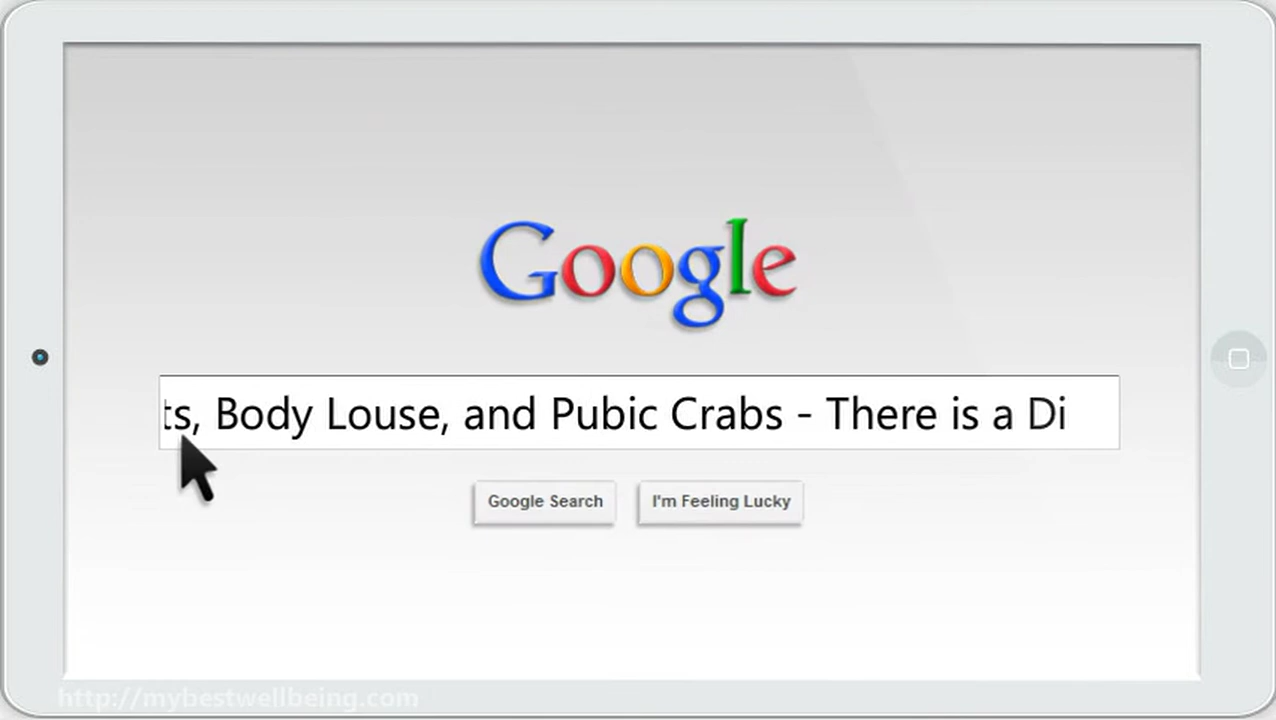 Google
ts, Body Louse, and Pubic Crabs - There is a Di
Google Search
I'm Feeling Lucky
http://mybestwellbeing.com